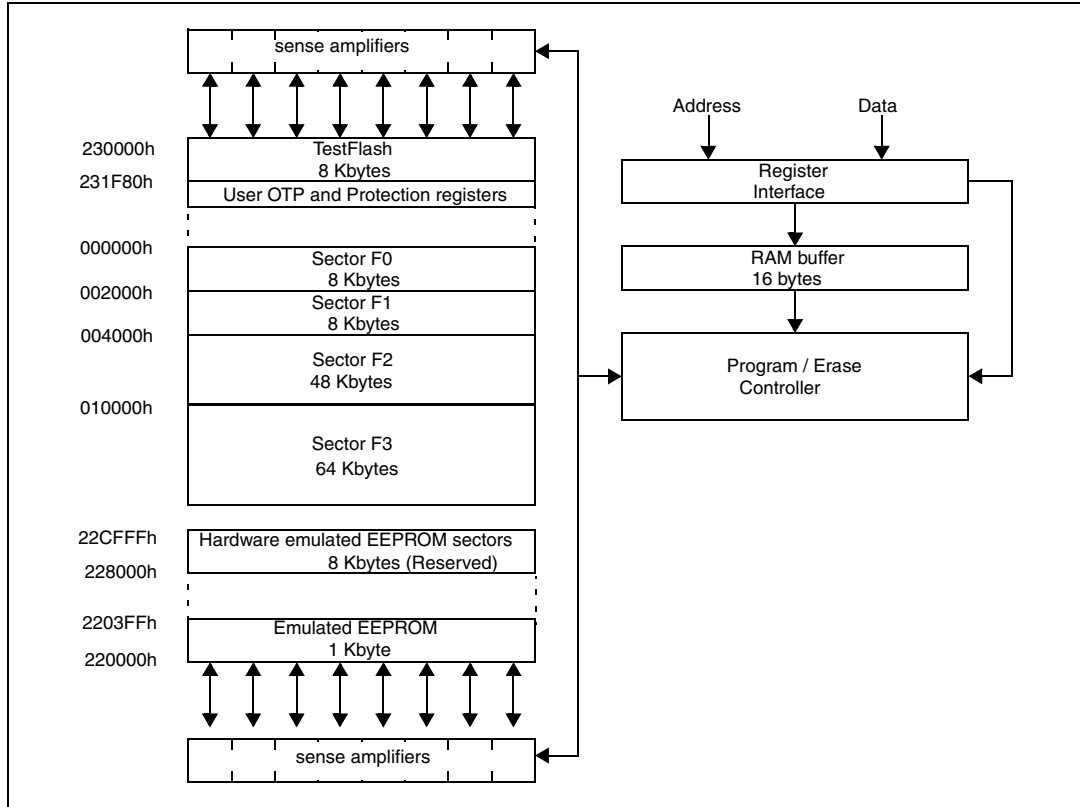 sense amplifiers
230000h
TestFlash
8 Kbytes
231F80h
User OTP and Protection registers
000000h
Sector F0
8 Kbytes
002000h
Sector F1
8 Kbytes
004000h
Sector F2
48 Kbytes
010000h
Sector F3
64 Kbytes
22CFFFh
Hardware emulated EEPROM sectors
8 Kbytes (Reserved)
228000h
2203FFh
Emulated EEPROM
1 Kbyte
220000h
sense amplifiers
Address
Data
Register
Interface
RAM buffer
16 bytes
Program / Erase
Controller